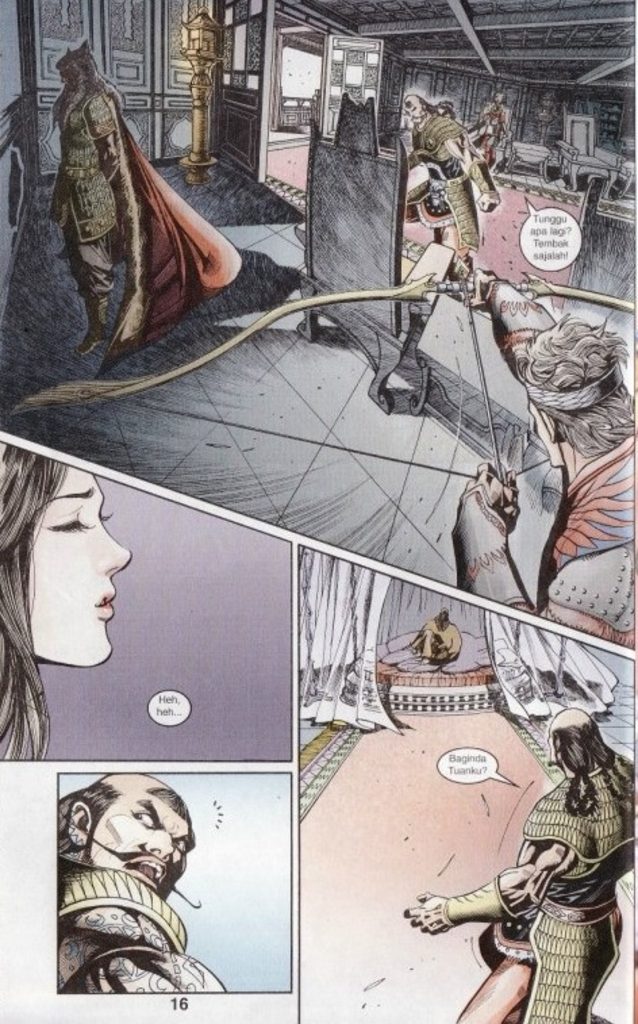 Tunggu
apa lagi?
Tembak
sajalah!
Heh,
heh...
Baginda
Tuanku?
16